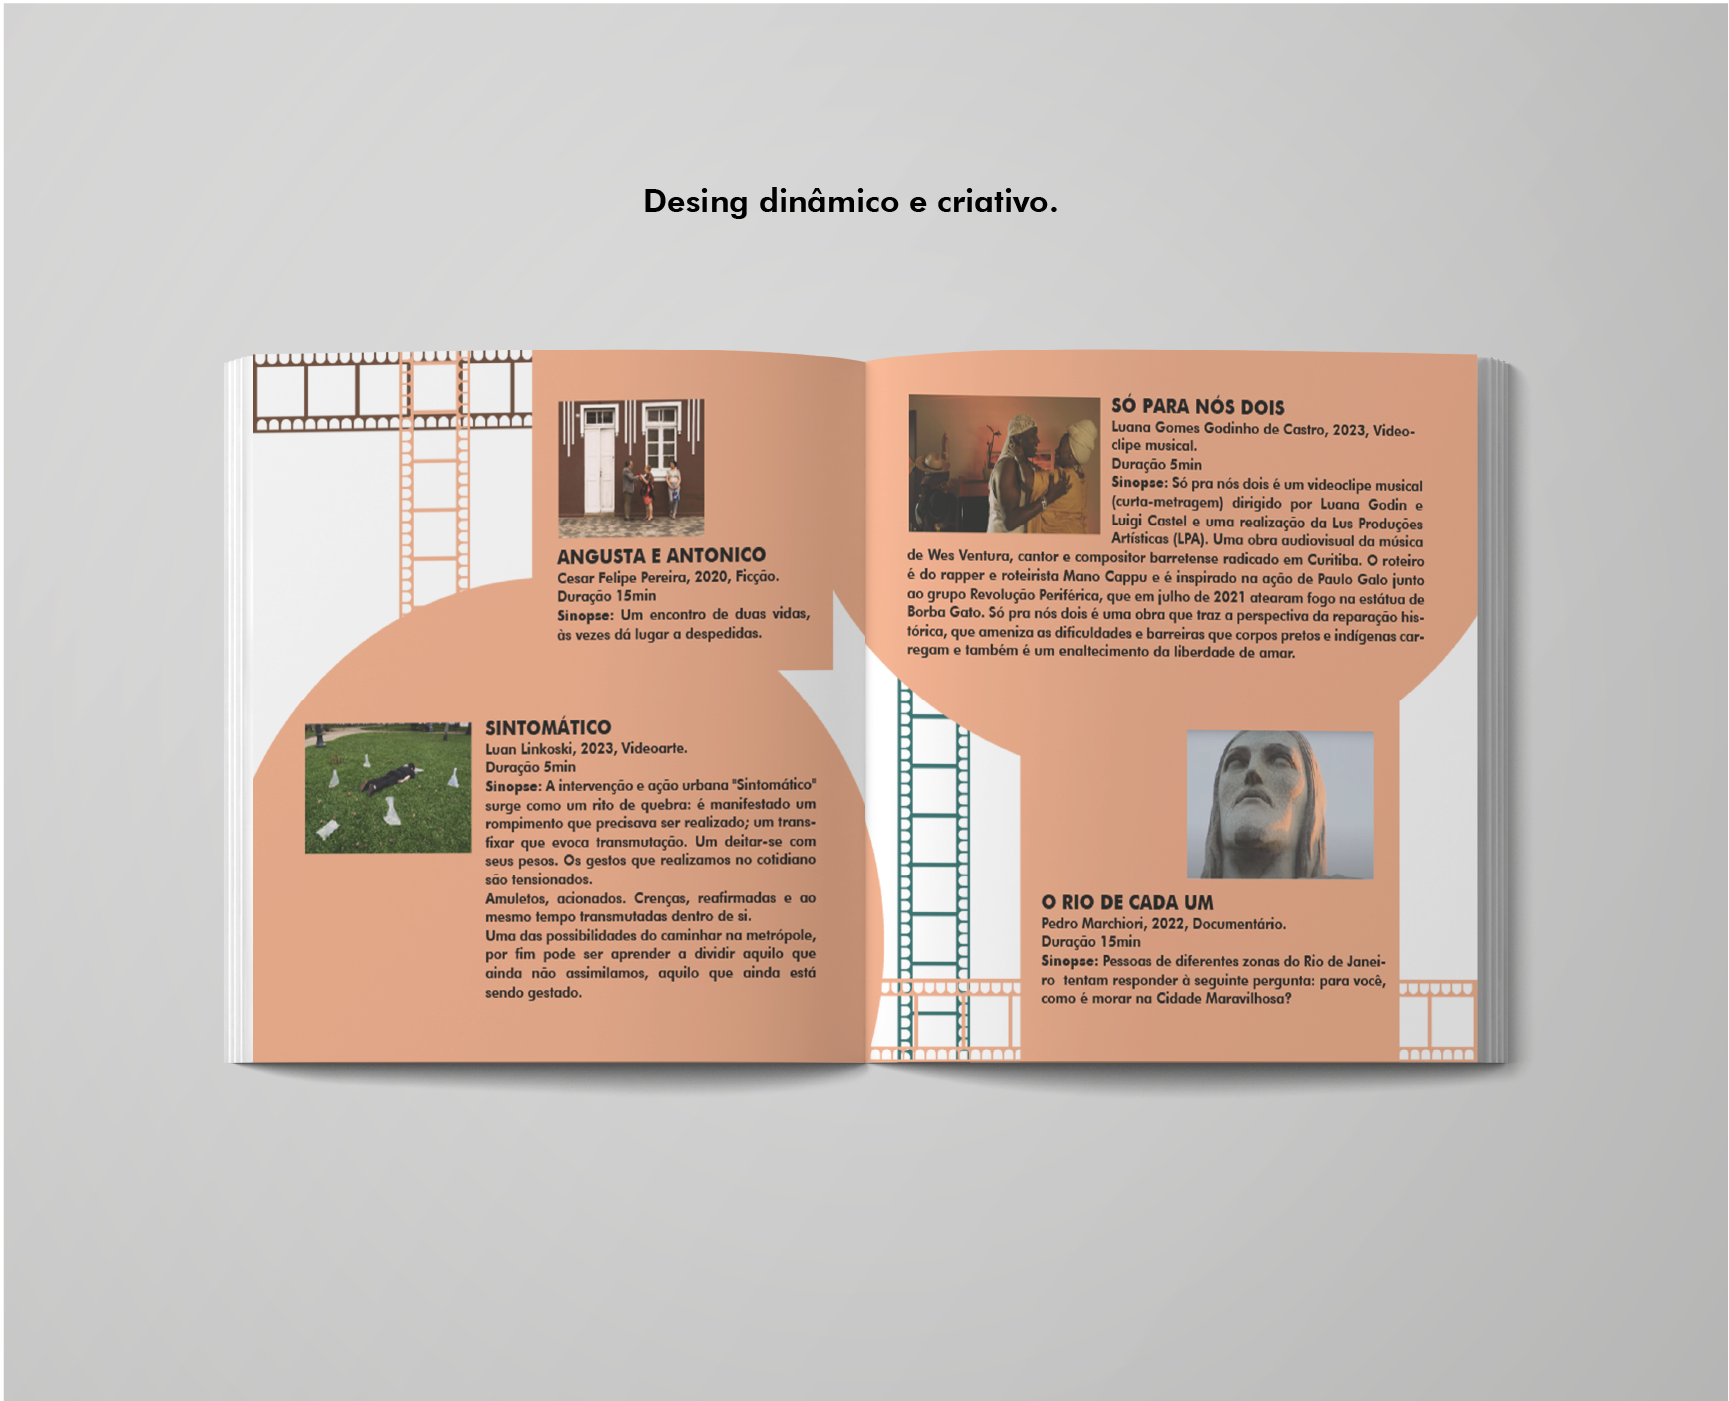 Desing dinâmico e criativo.
ANGUSTA E ANTONICO
Cesar Felipe Pereira, 2020, Ficção.
Duração 15min
Sinopse: Um encontro de duas vidas,
às vezes dá lugar a despedidas.
SINTOMÁTICO
Luan Linkoski, 2023, Videoarte.
Duração 5min
Sinopse: A intervenção e ação urbana "Sintomático"
surge como um rito de quebra: é manifestado um
rompimento que precisava ser realizado; um trans-
fixar que evoca transmutação. Um deitar-se com
seus pesos. Os gestos que realizamos no cotidiano
são tensionados.
Amuletos, acionados. Crenças, reafirmadas e ao
mesmo tempo transmutadas dentro de si.
Uma das possibilidades do caminhar na metrópole,
por fim pode ser aprender a dividir aquilo que
ainda não assimilamos, aquilo que ainda está
sendo gestado.
SÓ PARA NÓS DOIS
Luana Gomes Godinho de Castro, 2023, Video-
clipe musical.
Duração 5min
Sinopse: Só pra nós dois é um videoclipe musical
(curta-metragem) dirigido por Luana Godin e
Luigi Castel e uma realização da Lus Produções
Artísticas (LPA). Uma obra audiovisual da música
de Wes Ventura, cantor e compositor barretense radicado em Curitiba. O roteiro
é do rapper e roteirista Mano Cappu e é inspirado na ação de Paulo Galo junto
ao grupo Revolução Periférica, que em julho de 2021 atearam fogo na estátua de
Borba Gato. Só pra nós dois é uma obra que traz a perspectiva da reparação his-
tórica, que ameniza as dificuldades e barreiras que corpos pretos e indígenas car-
regam e também é um enaltecimento da liberdade de amar.
O RIO DE CADA UM
Pedro Marchiori, 2022, Documentário.
Duração 15min
Sinopse: Pessoas de diferentes zonas do Rio de Janei-
ro tentam responder à seguinte pergunta: para você,
como é morar na Cidade Maravilhosa?